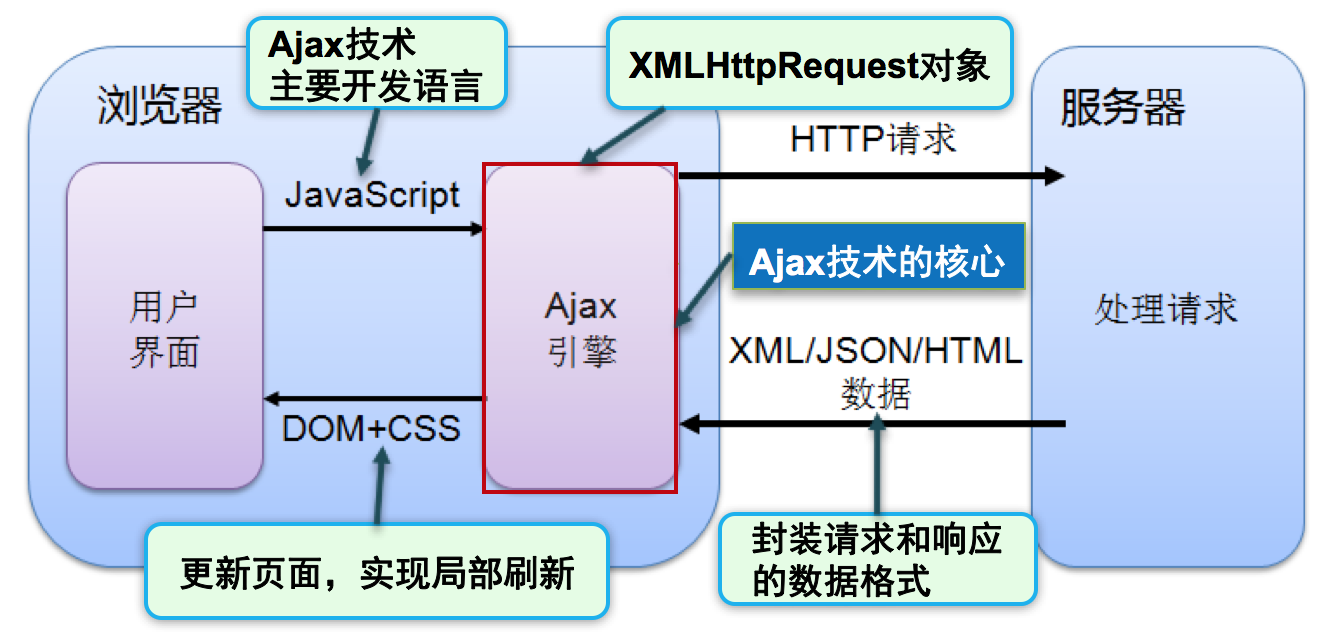 Ajax技术
主要开发语言
XMLHttpRequest对象
浏览器
服务器
HTTP请求
JavaScript
Ajax技术的核心
用户
界面
Ajax
引擎
处理请求
XML/JSON/HTML
数据
DOM+CSS
更新页面，实现局部刷新
封装请求和响应
的数据格式